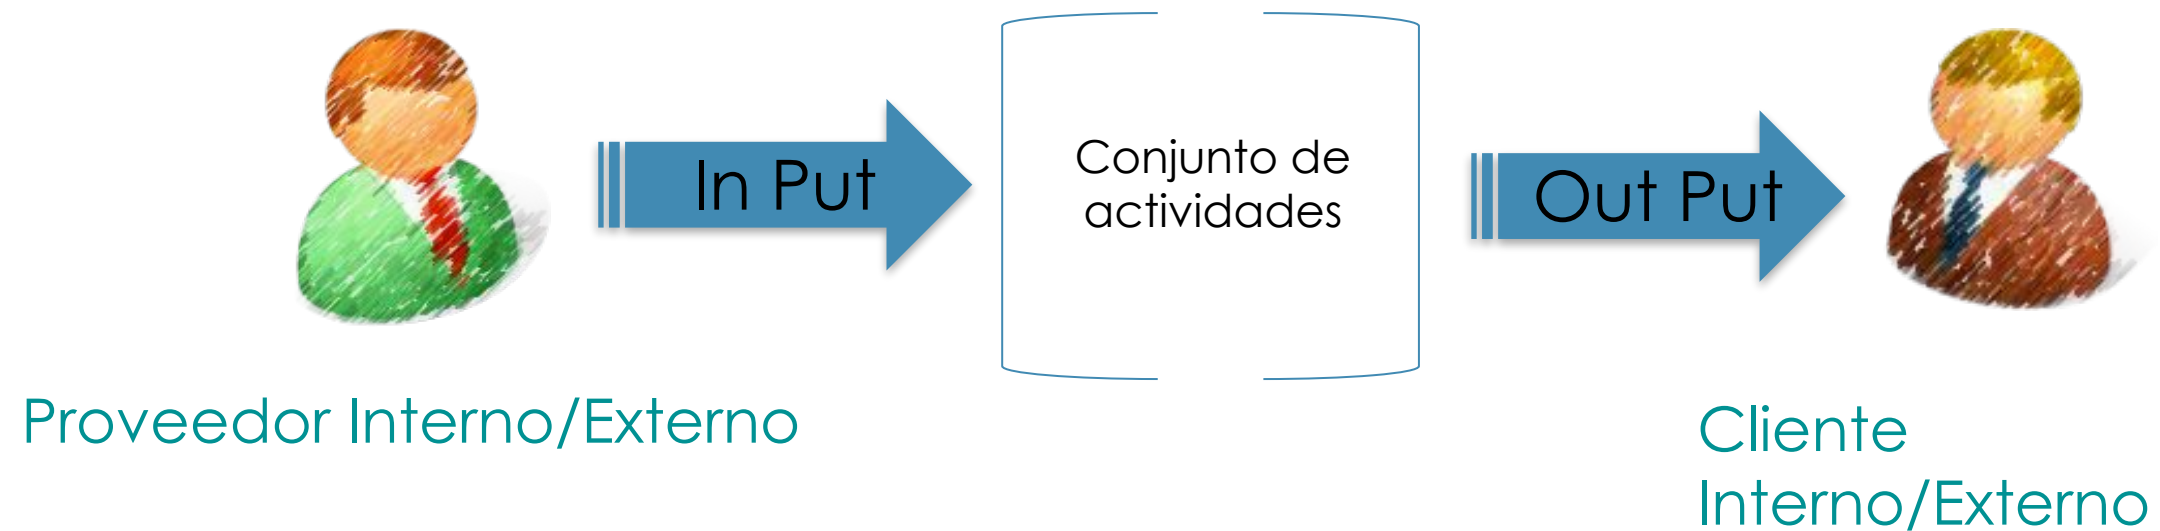 In Put
Conjunto de
actividades
Out Put
Proveedor Interno/Externo
Cliente
Interno/Externo